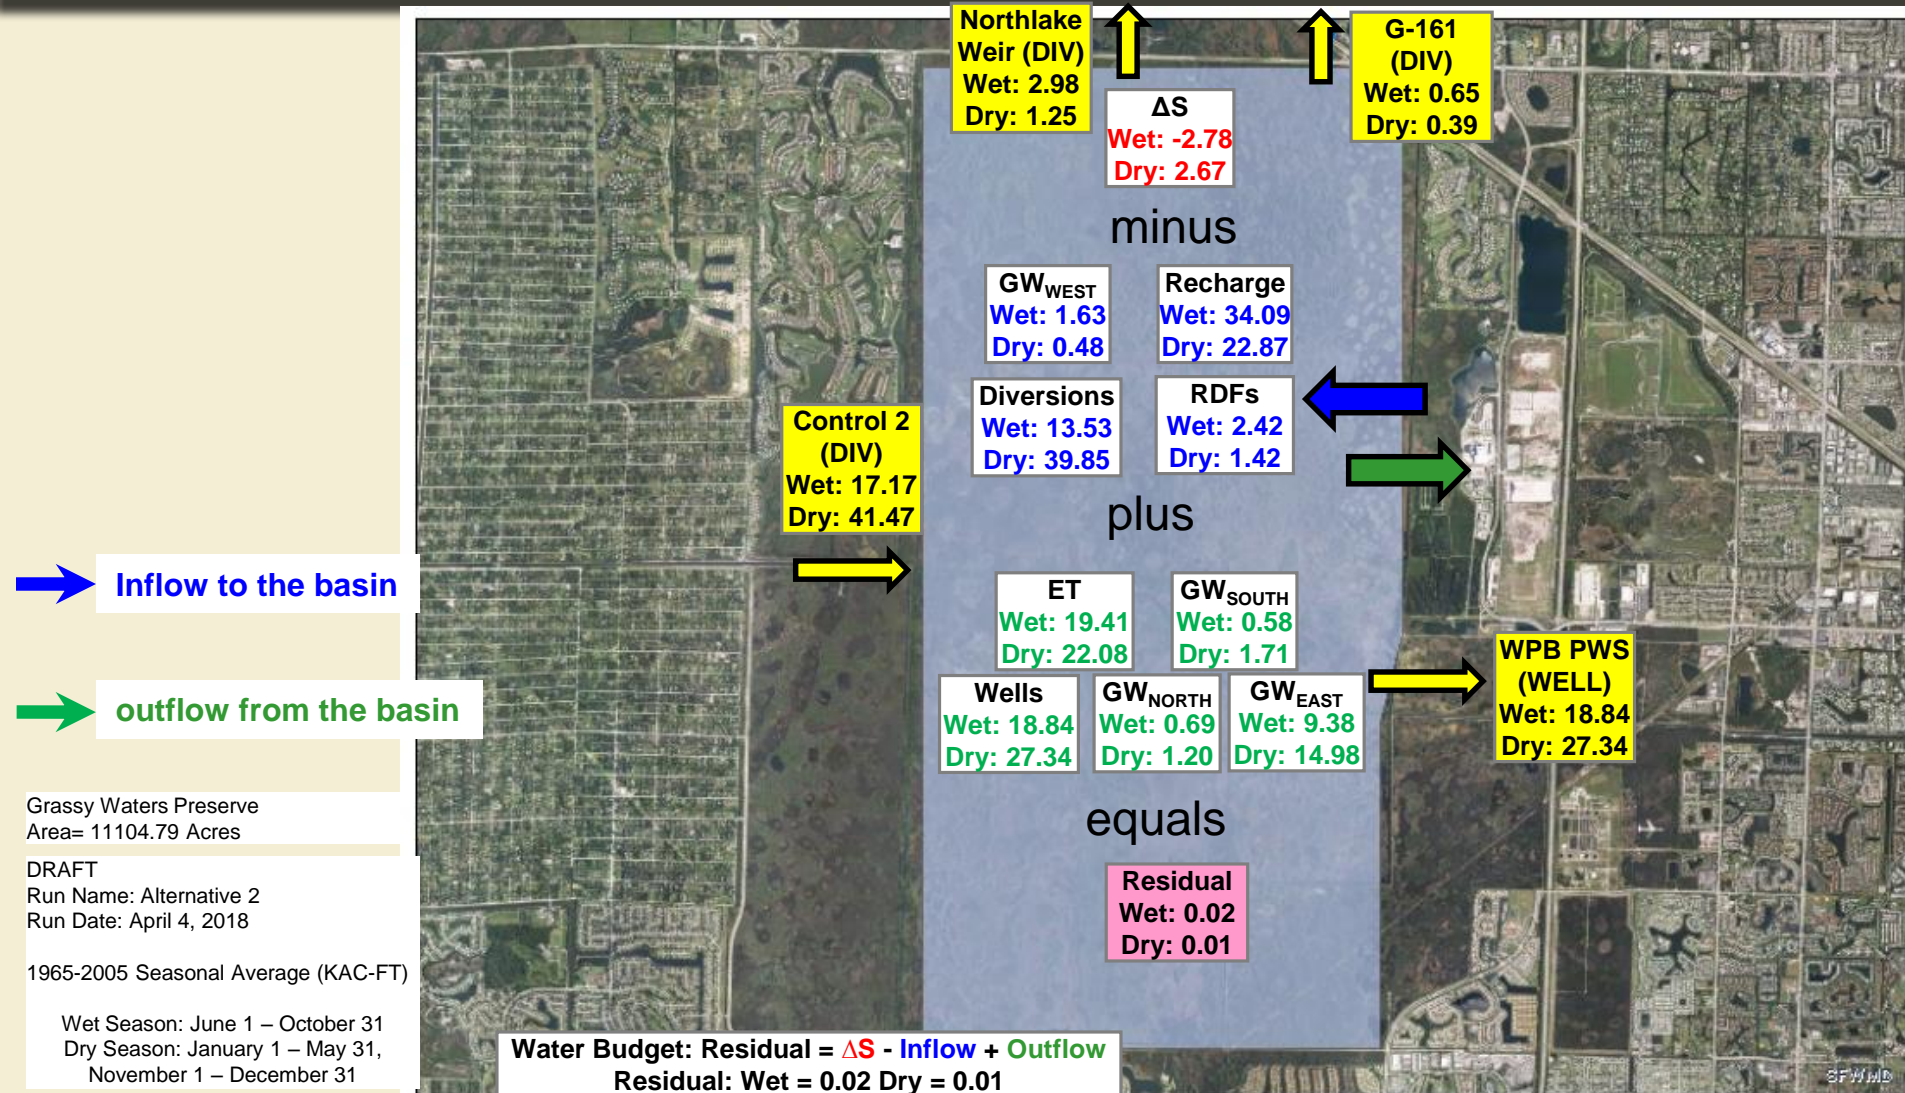 Northlake
Weir (DIV)
Wet: 2.98
Dry: 1.25
G-161
(DIV)
Wet: 0.65
Dry: 0.39
ΔS
Wet: -2.78
Dry: 2.67
minus
GWWEST
Wet: 1.63
Dry: 0.48
Recharge
Wet: 34.09
Dry: 22.87
Diversions
Wet: 13.53
Dry: 39.85
RDFs
Wet: 2.42
Dry: 1.42
Control 2
(DIV)
Wet: 17.17
Dry: 41.47
plus
Inflow to the basin
outflow from the basin
ET
Wet: 19.41
Dry: 22.08
GWSOUTH
Wet: 0.58
Dry: 1.71
Wells
Wet: 18.84
Dry: 27.34
GWNORTH
Wet: 0.69
Dry: 1.20
GWEAST
Wet: 9.38
Dry: 14.98
WPB PWS
(WELL)
Wet: 18.84
Dry: 27.34
equals
Residual
Wet: 0.02
Dry: 0.01
Grassy Waters Preserve
Area= 11104.79 Acres
DRAFT
Run Name: Alternative 2
Run Date: April 4, 2018
1965-2005 Seasonal Average (KAC-FT)
Wet Season: June 1 – October 31
Dry Season: January 1 – May 31,
November 1 – December 31
Water Budget: Residual = ΔS - Inflow + Outflow
Residual: Wet = 0.02 Dry = 0.01
SFWMD